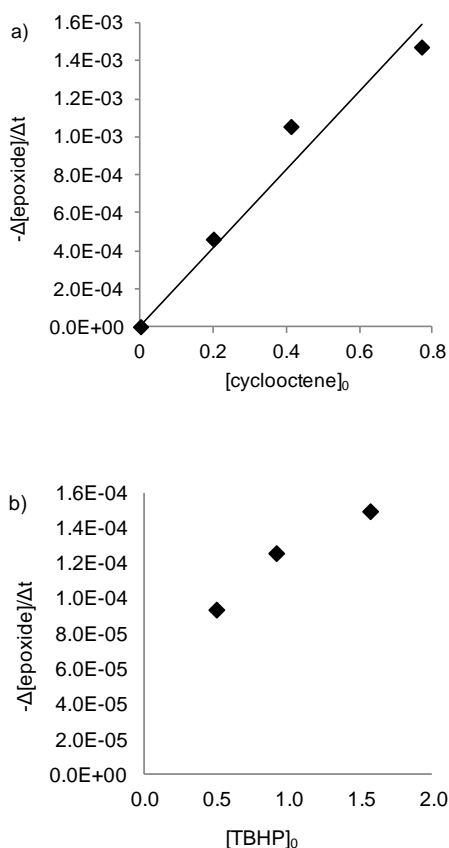 a)
1.6E-03
1.4E-03
1.2E-03
1.0E-03
8.0E-04
6.0E-04
4.0E-04
2.0E-04
0.0E+00
-Δ[epoxide]/Δt
0 0.2 0.4 0.6 0.8
[cyclooctene]₀
b)
1.6E-04
1.4E-04
1.2E-04
1.0E-04
8.0E-05
6.0E-05
4.0E-05
2.0E-05
0.0E+00
-Δ[epoxide]/Δt
0.0 0.5 1.0 1.5 2.0
[TBHP]₀